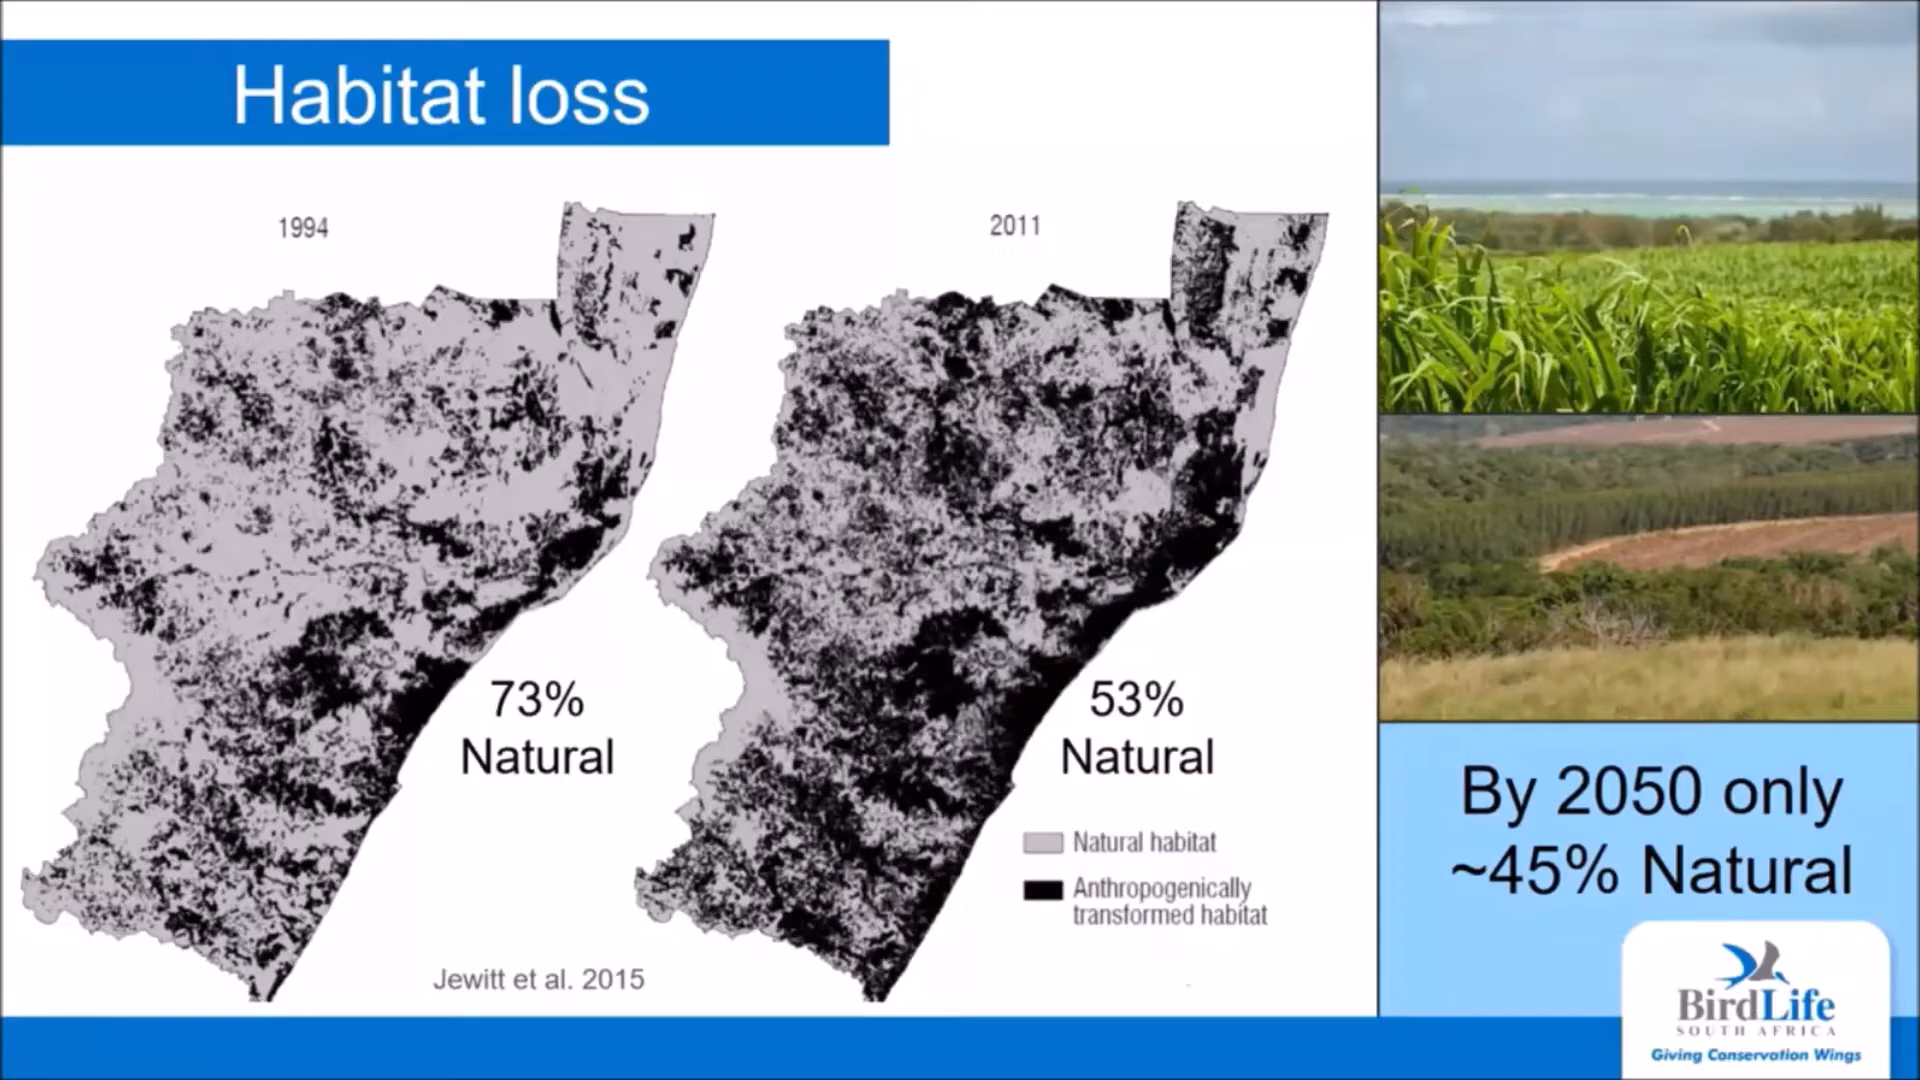 Habitat loss
1994
2011
73%
Natural
53%
Natural
Natural habitat
Anthropogenically
transformed habitat
Jewitt et al. 2015
By 2050 only
~45% Natural
BirdLife
SOUTH AFRICA
Giving Conservation Wings